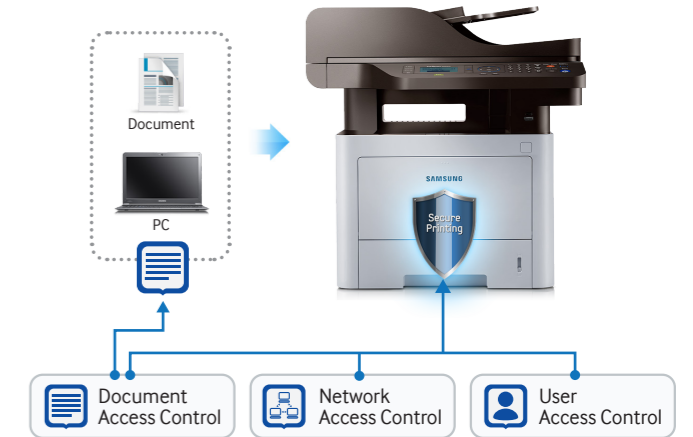 Document
PC
SAMSUNG
Secure
Printing
Document
Access Control
Network
Access Control
User
Access Control